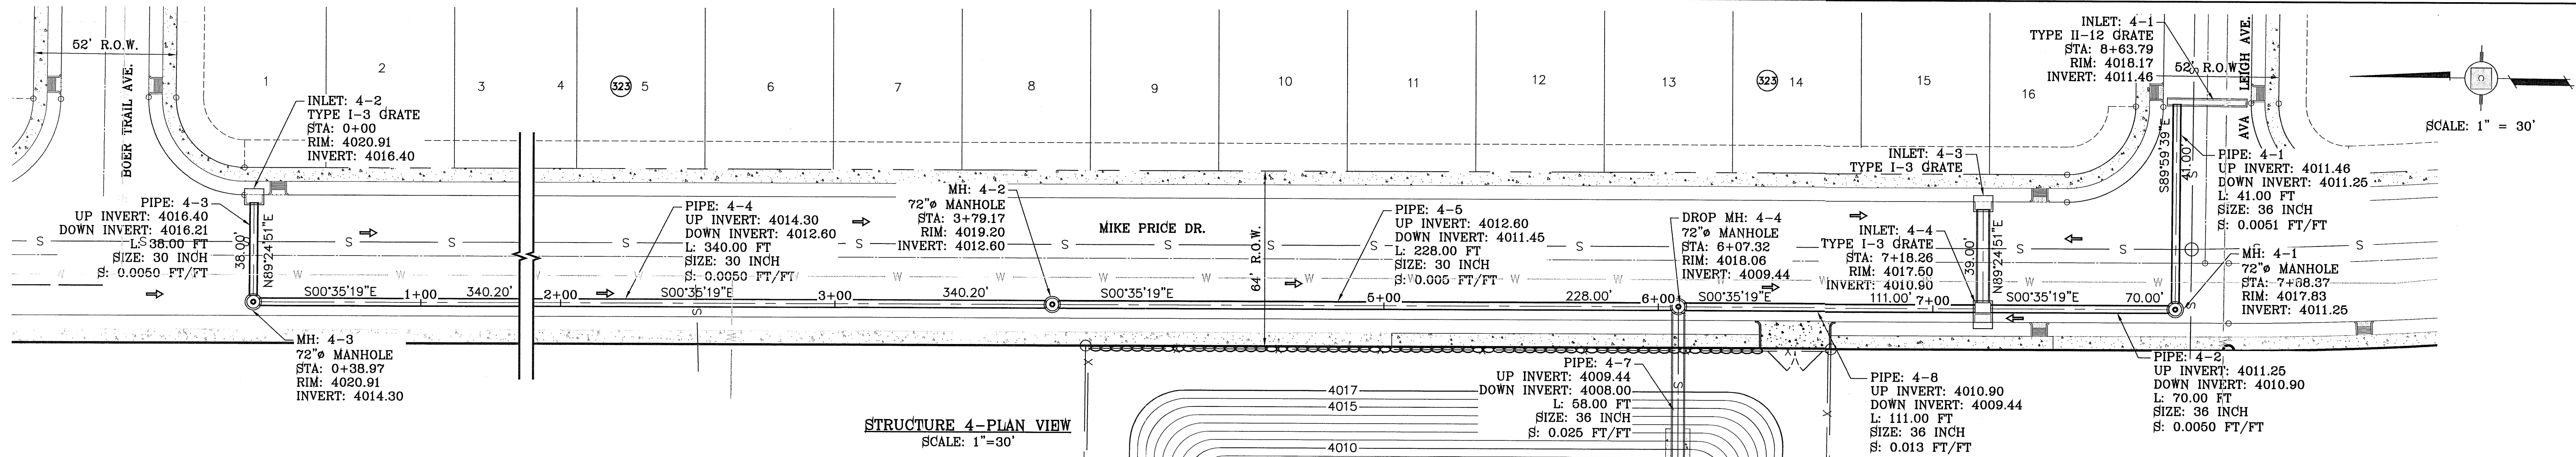 52' R.O.W.
BOER TRAIL AVE.
1
2
3
4
323
5
6
7
8
9
10
11
12
13
323
14
15
16
INLET: 4-2
TYPE I-3 GRATE
STA: 0+00
RIM: 4020.91
INVERT: 4016.40
INLET: 4-1
TYPE II-12 GRATE
STA: 8+63.79
RIM: 4018.17
INVERT: 4011.46
52' R.O.W.
AVA LEIGH AVE.
SCALE: 1" = 30'
PIPE: 4-3
UP INVERT: 4016.40
DOWN INVERT: 4016.21
L: 38.00 FT
SIZE: 30 INCH
S: 0.0050 FT/FT
38.00'
N89°24'51"E
PIPE: 4-4
UP INVERT: 4014.30
DOWN INVERT: 4012.60
L: 340.00 FT
SIZE: 30 INCH
S: 0.0050 FT/FT
MH: 4-2
72"ø MANHOLE
STA: 3+79.17
RIM: 4019.20
INVERT: 4012.60
MIKE PRICE DR.
64' R.O.W.
PIPE: 4-5
UP INVERT: 4012.60
DOWN INVERT: 4011.45
L: 228.00 FT
SIZE: 30 INCH
S: 0.005 FT/FT
DROP MH: 4-4
72"ø MANHOLE
STA: 6+07.32
RIM: 4018.06
INVERT: 4009.44
INLET: 4-3
TYPE I-3 GRATE
INLET: 4-4
TYPE I-3 GRATE
STA: 7+18.26
RIM: 4017.50
INVERT: 4010.90
39.00'
N89°24'51"E
S89°59'39"E
41.00'
PIPE: 4-1
UP INVERT: 4011.46
DOWN INVERT: 4011.25
L: 41.00 FT
SIZE: 36 INCH
S: 0.0051 FT/FT
MH: 4-1
72"ø MANHOLE
RIM: 4017.83
INVERT: 4011.25
S S S S S S S S S S
W W W W W W W W W W
S00°35'19"E
1+00
340.20'
2+00
S00°35'19"E
3+00
340.20'
S00°35'19"E
5+00
228.00'
6+00
S00°35'19"E
111.00'
7+00
S00°35'19"E
70.00'
MH: 4-3
72"ø MANHOLE
STA: 0+38.97
RIM: 4020.91
INVERT: 4014.30
PIPE: 4-7
UP INVERT: 4009.44
DOWN INVERT: 4008.00
L: 58.00 FT
SIZE: 36 INCH
S: 0.025 FT/FT
PIPE: 4-8
UP INVERT: 4010.90
DOWN INVERT: 4009.44
L: 111.00 FT
SIZE: 36 INCH
S: 0.013 FT/FT
PIPE: 4-2
UP INVERT: 4011.25
DOWN INVERT: 4010.90
L: 70.00 FT
SIZE: 36 INCH
S: 0.0050 FT/FT
4017
4015
4010
STRUCTURE 4-PLAN VIEW
SCALE: 1"=30'